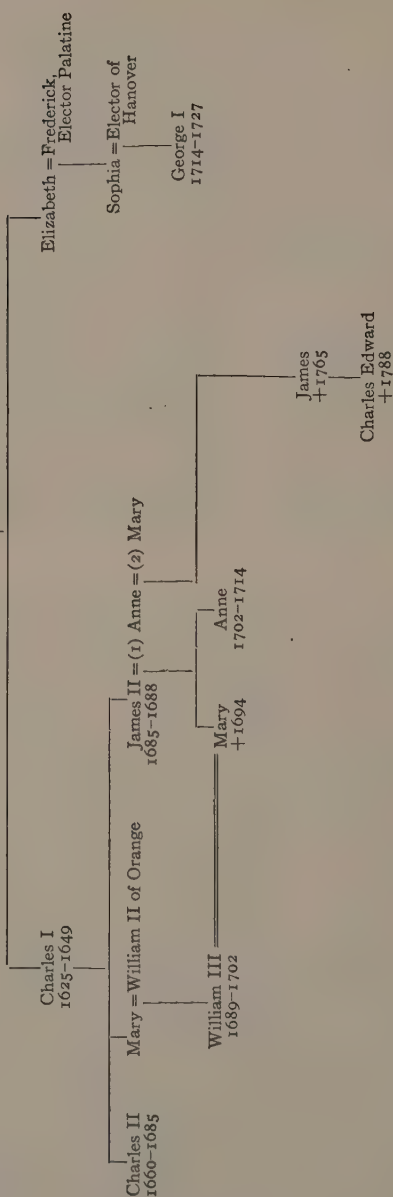 Charles I
1625-1649
Elizabeth = Frederick,
Elector Palatine
Charles II
1660-1685
Mary = William II of Orange
James II = (1) Anne = (2) Mary
1685-1688
Sophia = Elector of
Hanover
William III
1689-1702
Mary
+1694
Anne
1702-1714
James
+1765
George I
1714-1727
Charles Edward
+1788